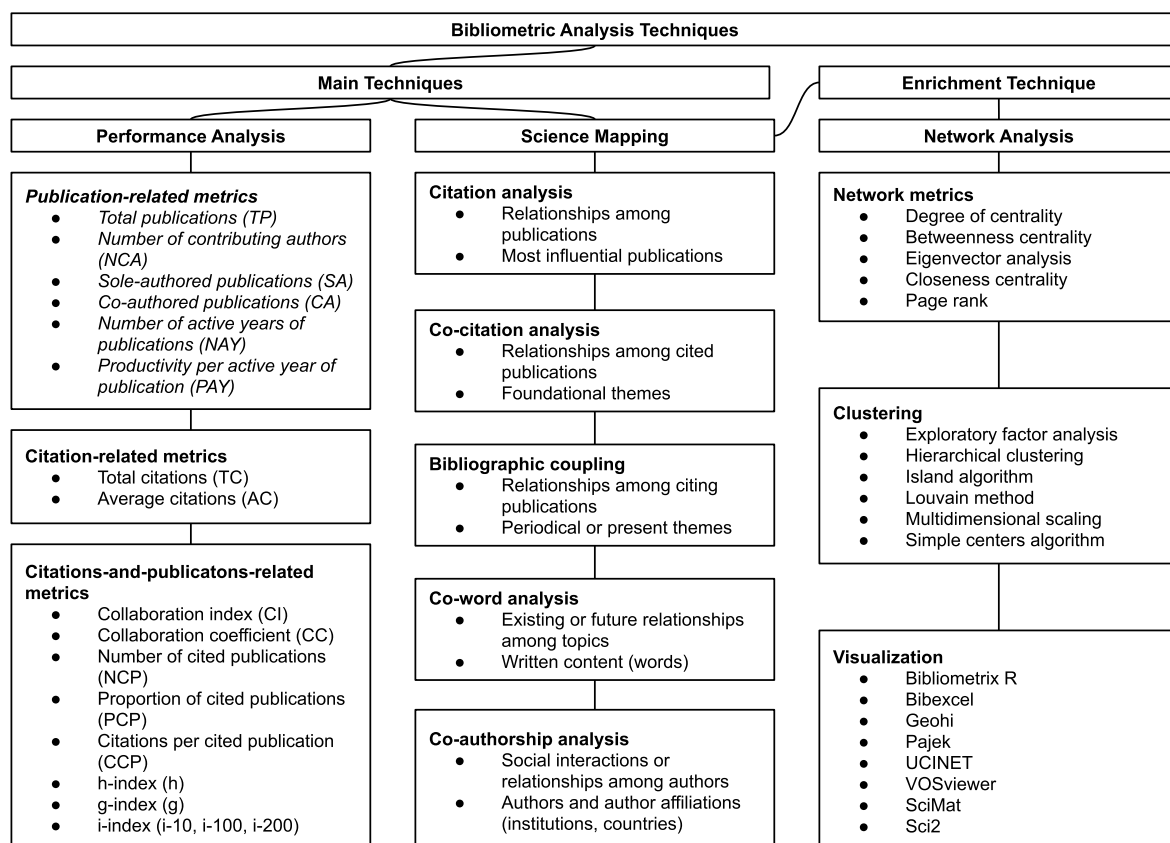 Bibliometric Analysis Techniques
Main Techniques
Enrichment Technique
Performance Analysis
Science Mapping
Network Analysis
Publication-related metrics
● Total publications (TP)
● Number of contributing authors
(NCA)
● Sole-authored publications (SA)
● Co-authored publications (CA)
● Number of active years of
publications (NAY)
● Productivity per active year of
publication (PAY)
Citation-related metrics
● Total citations (TC)
● Average citations (AC)
Citations-and-publicatons-related
metrics
● Collaboration index (CI)
● Collaboration coefficient (CC)
● Number of cited publications
(NCP)
● Proportion of cited publications
(PCP)
● Citations per cited publication
(CCP)
● h-index (h)
● g-index (g)
● i-index (i-10, i-100, i-200)
Citation analysis
● Relationships among
publications
● Most influential publications
Co-citation analysis
● Relationships among cited
publications
● Foundational themes
Bibliographic coupling
● Relationships among citing
publications
● Periodical or present themes
Co-word analysis
● Existing or future relationships
among topics
● Written content (words)
Co-authorship analysis
● Social interactions or
relationships among authors
● Authors and author affiliations
(institutions, countries)
Network metrics
● Degree of centrality
● Betweenness centrality
● Eigenvector analysis
● Closeness centrality
● Page rank
Clustering
● Exploratory factor analysis
● Hierarchical clustering
● Island algorithm
● Louvain method
● Multidimensional scaling
● Simple centers algorithm
Visualization
● Bibliometrix R
● Bibexcel
● Geohi
● Pajek
● UCINET
● VOSviewer
● SciMat
● Sci2